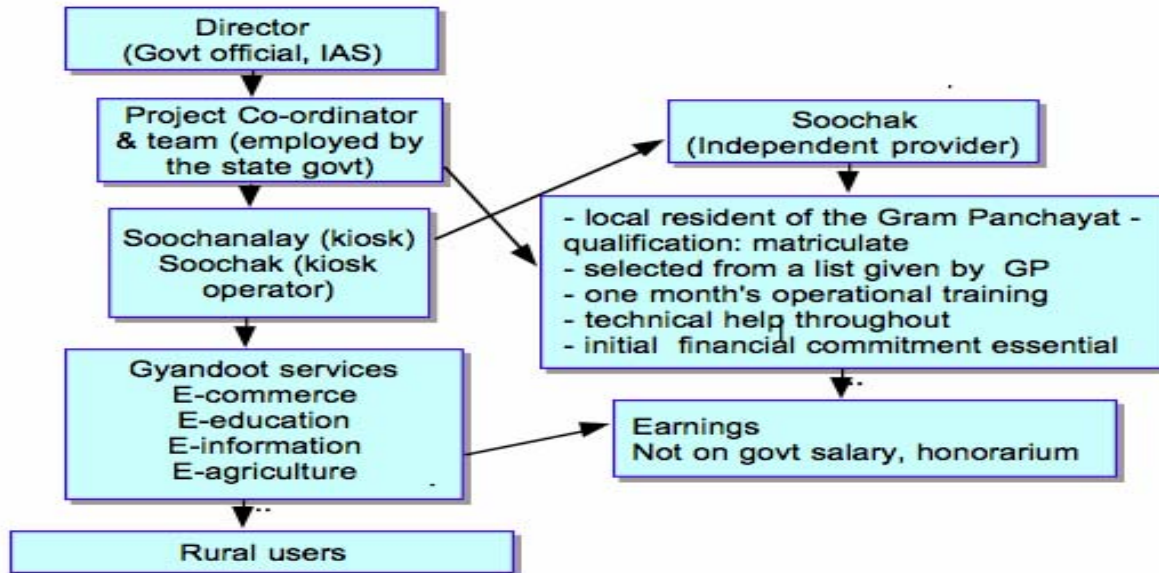 Director
(Govt official, IAS)
Project Co-ordinator
& team (employed by
the state govt)
Soochanalay (kiosk)
Soochak (kiosk
operator)
Gyandoot services
E-commerce
E-education
E-information
E-agriculture
Rural users
Soochak
(Independent provider)
- local resident of the Gram Panchayat -
qualification: matriculate
- selected from a list given by GP
- one month's operational training
- technical help throughout
- initial financial commitment essential
Earnings
Not on govt salary, honorarium